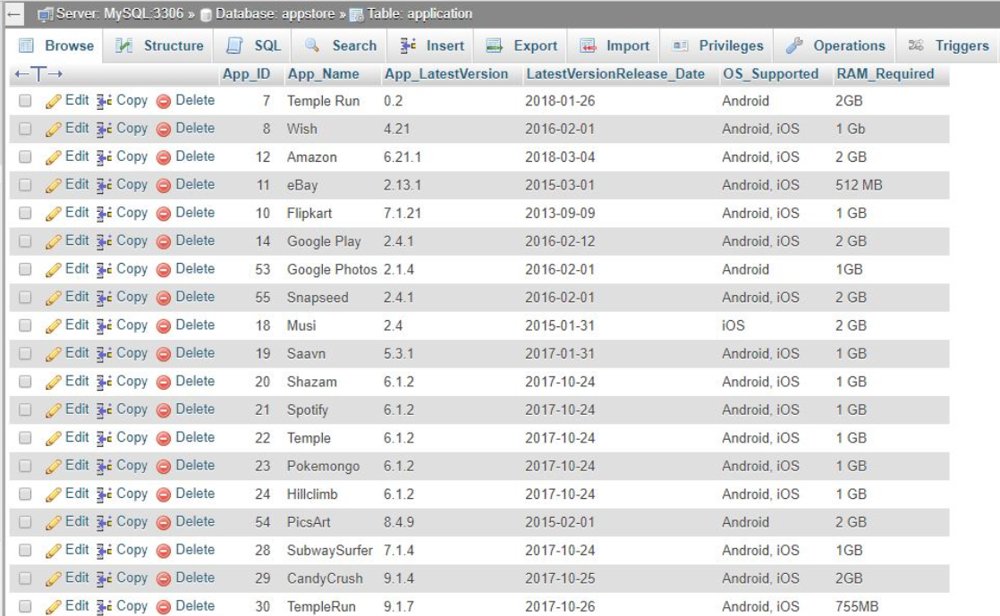 Server: MySQL:3306 » Database: appstore » Table: application
Browse Structure SQL Search Insert Export Import Privileges Operations Triggers
App_ID App_Name App_LatestVersion LatestVersionRelease_Date OS_Supported RAM_Required
Edit Copy Delete 7 Temple Run 0.2 2018-01-26 Android 2GB
Edit Copy Delete 8 Wish 4.21 2016-02-01 Android, iOS 1 Gb
Edit Copy Delete 12 Amazon 6.21.1 2018-03-04 Android, iOS 2 GB
Edit Copy Delete 11 eBay 2.13.1 2015-03-01 Android, iOS 512 MB
Edit Copy Delete 10 Flipkart 7.1.21 2013-09-09 Android, iOS 1 GB
Edit Copy Delete 14 Google Play 2.4.1 2016-02-12 Android, iOS 2 GB
Edit Copy Delete 53 Google Photos 2.1.4 2016-02-01 Android 1GB
Edit Copy Delete 55 Snapseed 2.4.1 2016-02-01 Android, iOS 2 GB
Edit Copy Delete 18 Musi 2.4 2015-01-31 iOS 2 GB
Edit Copy Delete 19 Saavn 5.3.1 2017-01-31 Android, iOS 1 GB
Edit Copy Delete 20 Shazam 6.1.2 2017-10-24 Android, iOS 1 GB
Edit Copy Delete 21 Spotify 6.1.2 2017-10-24 Android, iOS 1 GB
Edit Copy Delete 22 Temple 6.1.2 2017-10-24 Android, iOS 1 GB
Edit Copy Delete 23 Pokemongo 6.1.2 2017-10-24 Android, iOS 1 GB
Edit Copy Delete 24 Hillclimb 6.1.2 2017-10-24 Android, iOS 1 GB
Edit Copy Delete 54 PicsArt 8.4.9 2015-02-01 Android 2 GB
Edit Copy Delete 28 SubwaySurfer 7.1.4 2017-10-24 Android, iOS 1GB
Edit Copy Delete 29 CandyCrush 9.1.4 2017-10-25 Android, iOS 2GB
Edit Copy Delete 30 TempleRun 9.1.7 2017-10-26 Android, iOS 755MB